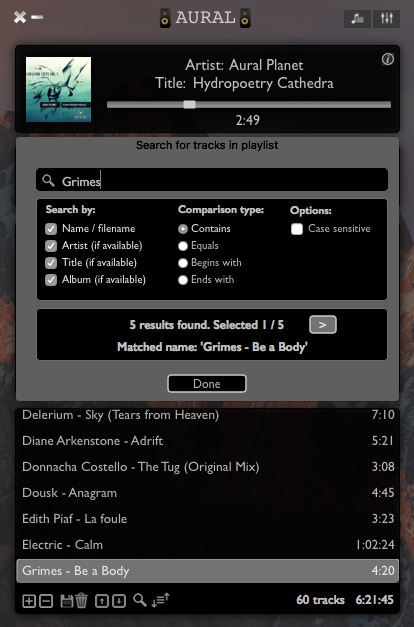 AURAL
Artist: Aural Planet
Title: Hydropoetry Cathedra
2:49
Search for tracks in playlist
Grimes
Search by:
Name / filename
Artist (if available)
Title (if available)
Album (if available)
Comparison type:
Contains
Equals
Begins with
Ends with
Options:
Case sensitive
5 results found. Selected 1 / 5 >
Matched name: 'Grimes - Be a Body'
Done
Delerium - Sky (Tears from Heaven) 7:10
Diane Arkenstone - Adrift 5:21
Donnacha Costello - The Tug (Original Mix) 3:08
Dousk - Anagram 4:45
Edith Piaf - La foule 3:23
Electric - Calm 1:02:24
Grimes - Be a Body 4:20
60 tracks 6:21:45